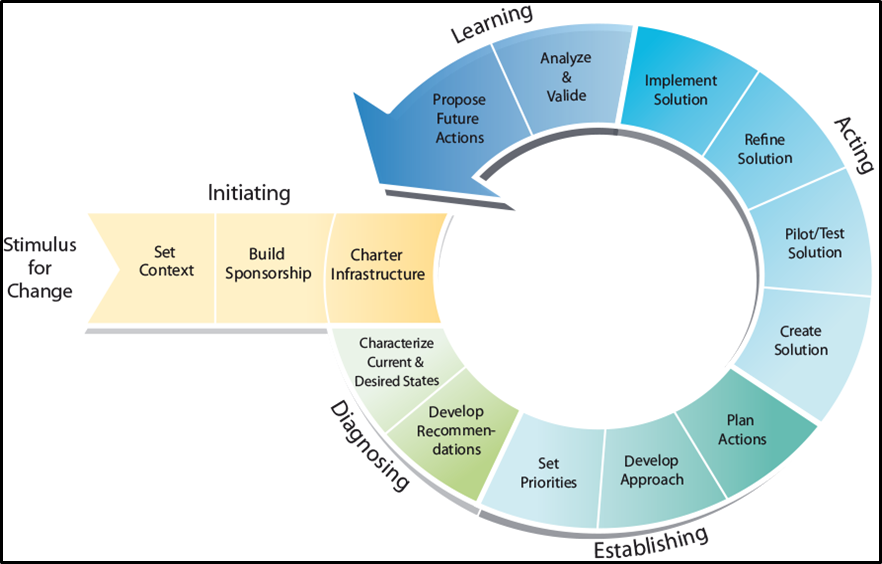 Stimulus
for
Change
Initiating
Set
Context
Build
Sponsorship
Charter
Infrastructure
Diagnosing
Characterize
Current &
Desired States
Develop
Recommen-
dations
Establishing
Set
Priorities
Develop
Approach
Plan
Actions
Acting
Create
Solution
Pilot/Test
Solution
Refine
Solution
Implement
Solution
Learning
Analyze
&
Valide
Propose
Future
Actions